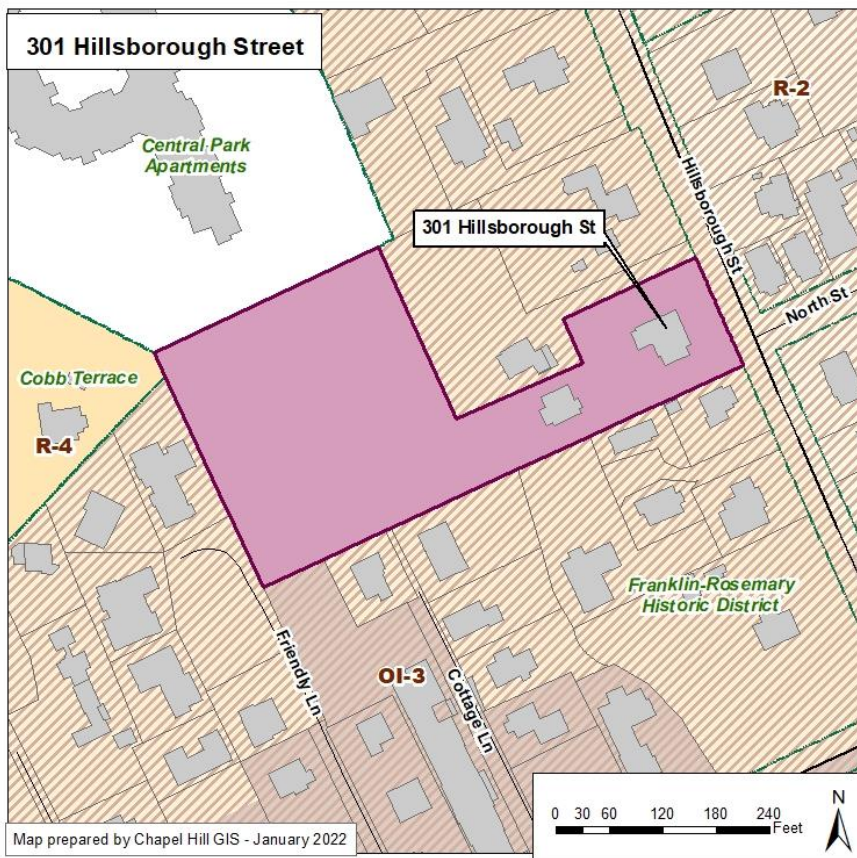 301 Hillsborough Street
R-2
Central Park
Apartments
Hillsborough St
301 Hillsborough St
North St
Cobb Terrace
R-4
Franklin-Rosemary
Historic District
Friendly Ln
OI-3
Cottage Ln
N
0 30 60 120 180 240
Feet
Map prepared by Chapel Hill GIS - January 2022